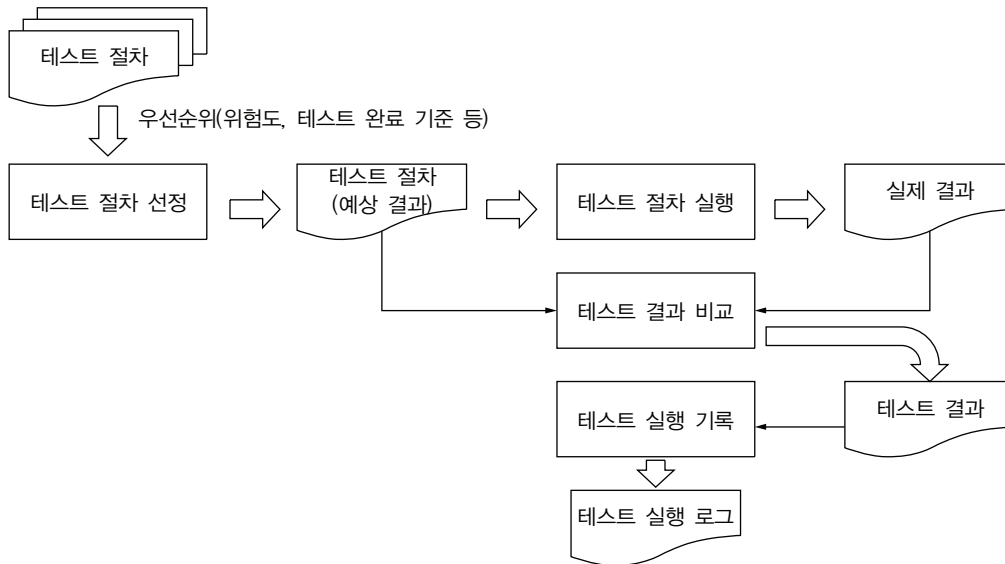 테스트 절차
우선순위(위험도, 테스트 완료 기준 등)
테스트 절차 선정
테스트 절차
(예상 결과)
테스트 절차 실행
실제 결과
테스트 결과 비교
테스트 실행 기록
테스트 결과
테스트 실행 로그